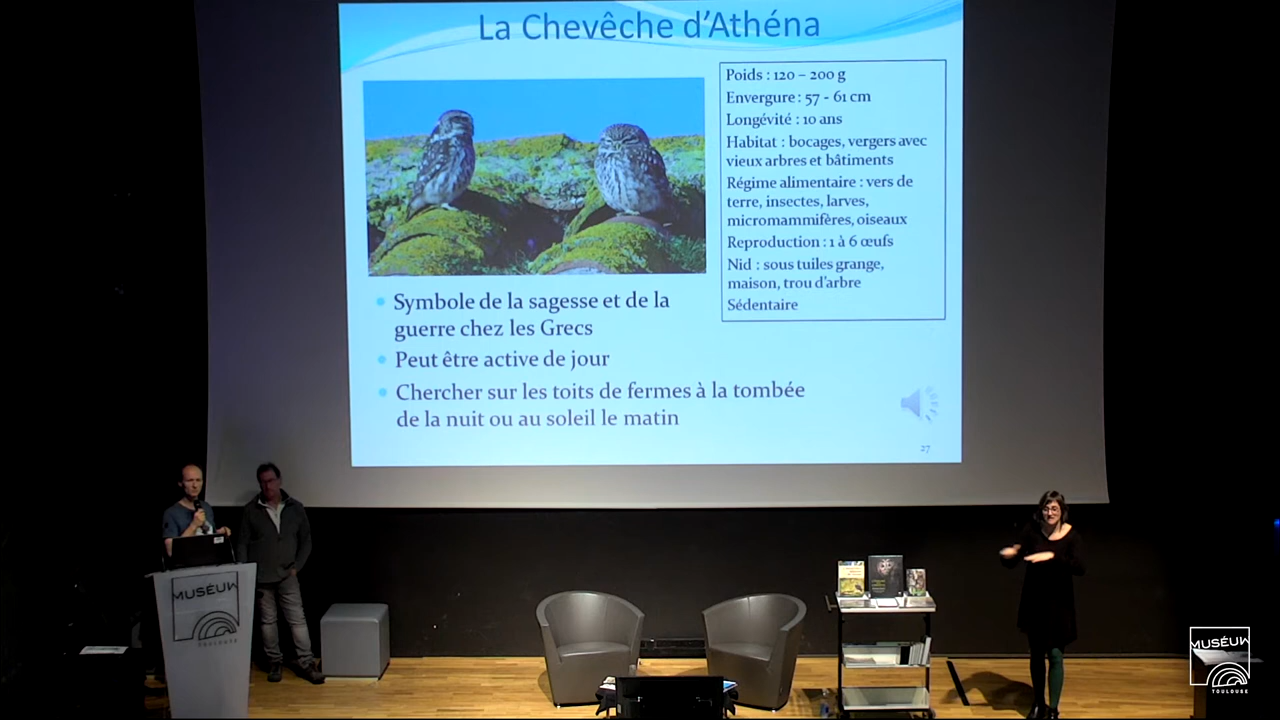 La Chevêche d'Athéna
Poids : 120 – 200 g
Envergure : 57 - 61 cm
Longévité : 10 ans
Habitat : bocages, vergers avec
vieux arbres et bâtiments
Régime alimentaire : vers de
terre, insectes, larves,
micromammifères, oiseaux
Reproduction : 1 à 6 œufs
Nid : sous tuiles grange,
maison, trou d'arbre
Sédentaire
• Symbole de la sagesse et de la
guerre chez les Grecs
• Peut être active de jour
• Chercher sur les toits de fermes à la tombée
de la nuit ou au soleil le matin
27
MUSÉUM
TOULOUSE
MUSÉUM
TOULOUSE